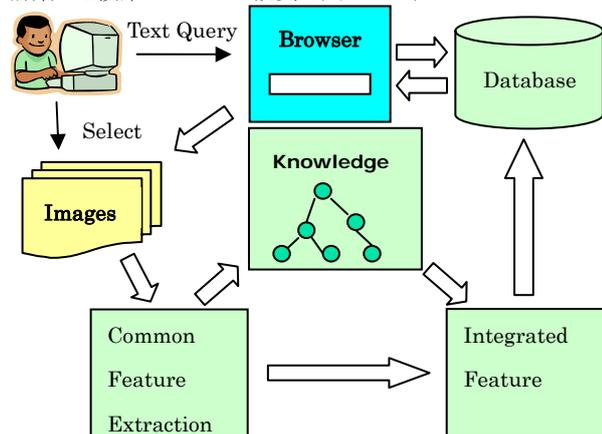 Text Query
Browser
Database
Select
Knowledge
Images
Common
Feature
Extraction
Integrated
Feature